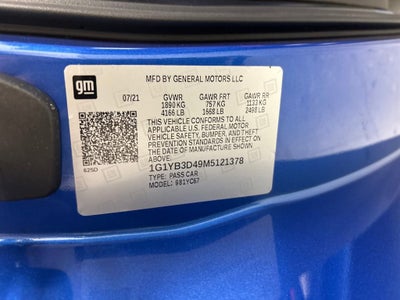 gm
MFD BY GENERAL MOTORS LLC
07/21 GVWR GAWR FRT GAWR RR
1890 KG 757 KG 1133 KG
4166 LB 1668 LB 2498 LB
THIS VEHICLE CONFORMS TO ALL
APPLICABLE U.S. FEDERAL MOTOR
VEHICLE SAFETY, BUMPER, AND THEFT
PREVENTION STANDARDS IN EFFECT ON
THE DATE OF MANUFACTURE
SHOWN ABOVE.
1G1YB3D49M5121378
625D
TYPE: PASS CAR
MODEL: 981YC67